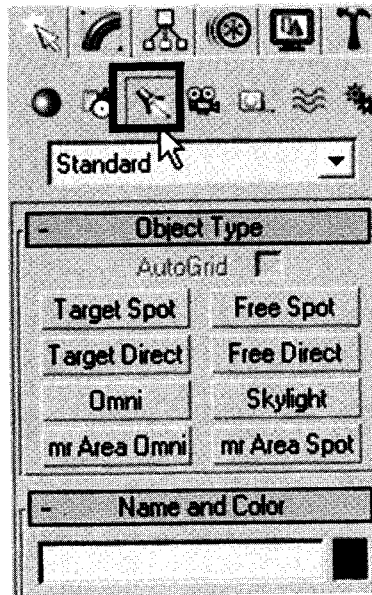 Standard
- Object Type
AutoGrid
Target Spot Free Spot
Target Direct Free Direct
Omni Skylight
mr Area Omni mr Area Spot
- Name and Color